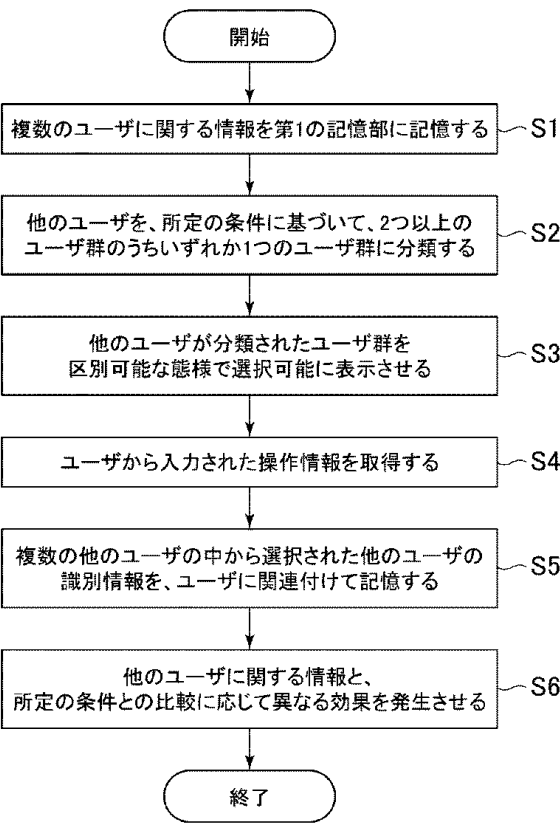 開始
複数のユーザに関する情報を第1の記憶部に記憶する
S1
他のユーザを、所定の条件に基づいて、2つ以上の
ユーザ群のうちいずれか1つのユーザ群に分類する
S2
他のユーザが分類されたユーザ群を
区別可能な態様で選択可能に表示させる
S3
ユーザから入力された操作情報を取得する
S4
複数の他のユーザの中から選択された他のユーザの
識別情報を、ユーザに関連付けて記憶する
S5
他のユーザに関する情報と、
所定の条件との比較に応じて異なる効果を発生させる
S6
終了